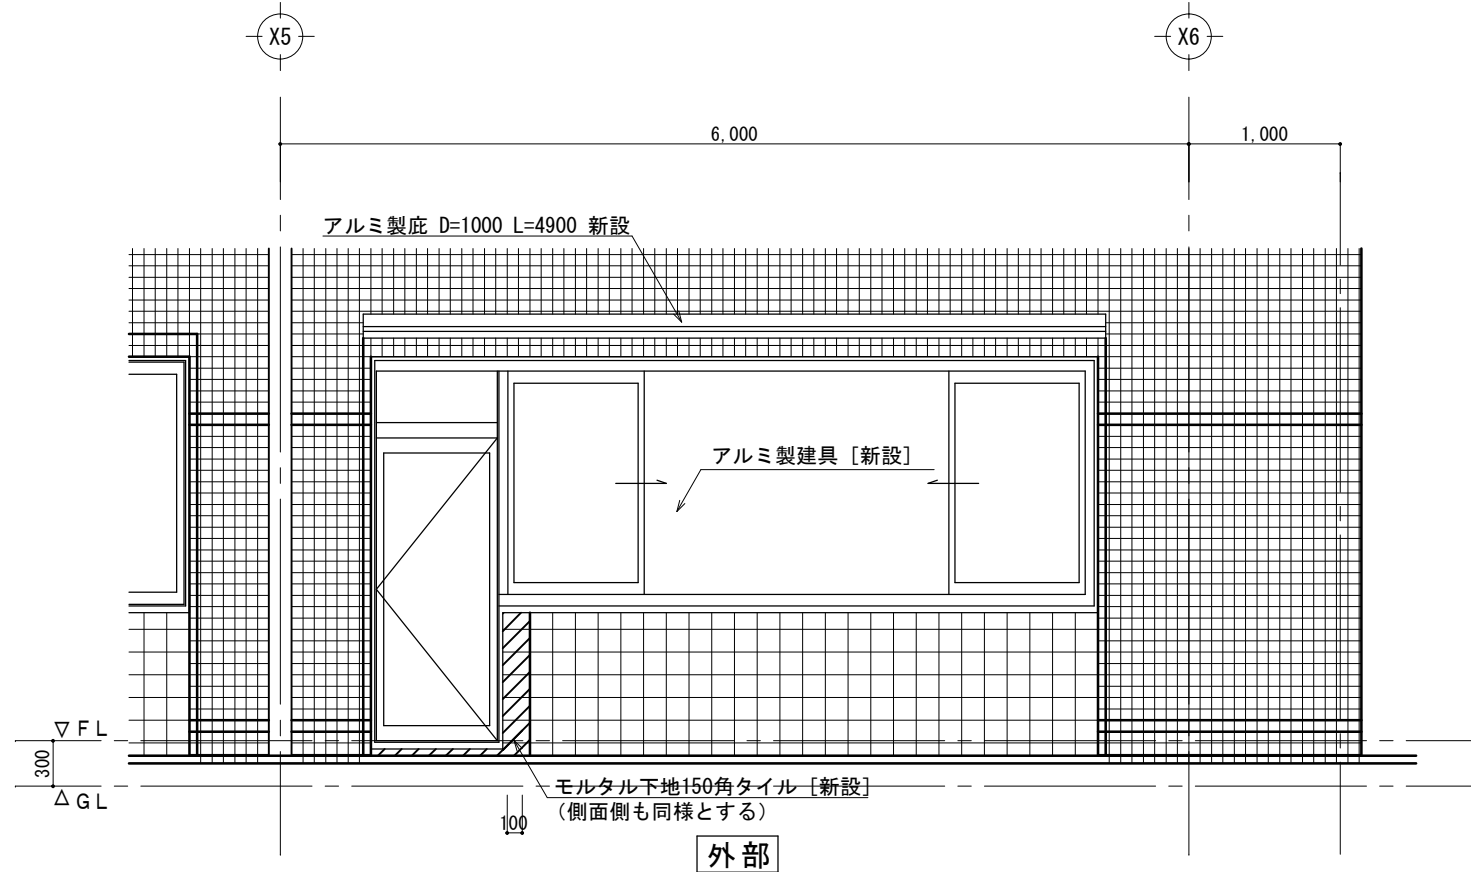 X5
X6
6,000
1,000
アルミ製庇 D=1000 L=4900 新設
アルミ製建具 [新設]
▽FL
300
△GL
モルタル下地150角タイル [新設]
(側面側も同様とする)
100
外部